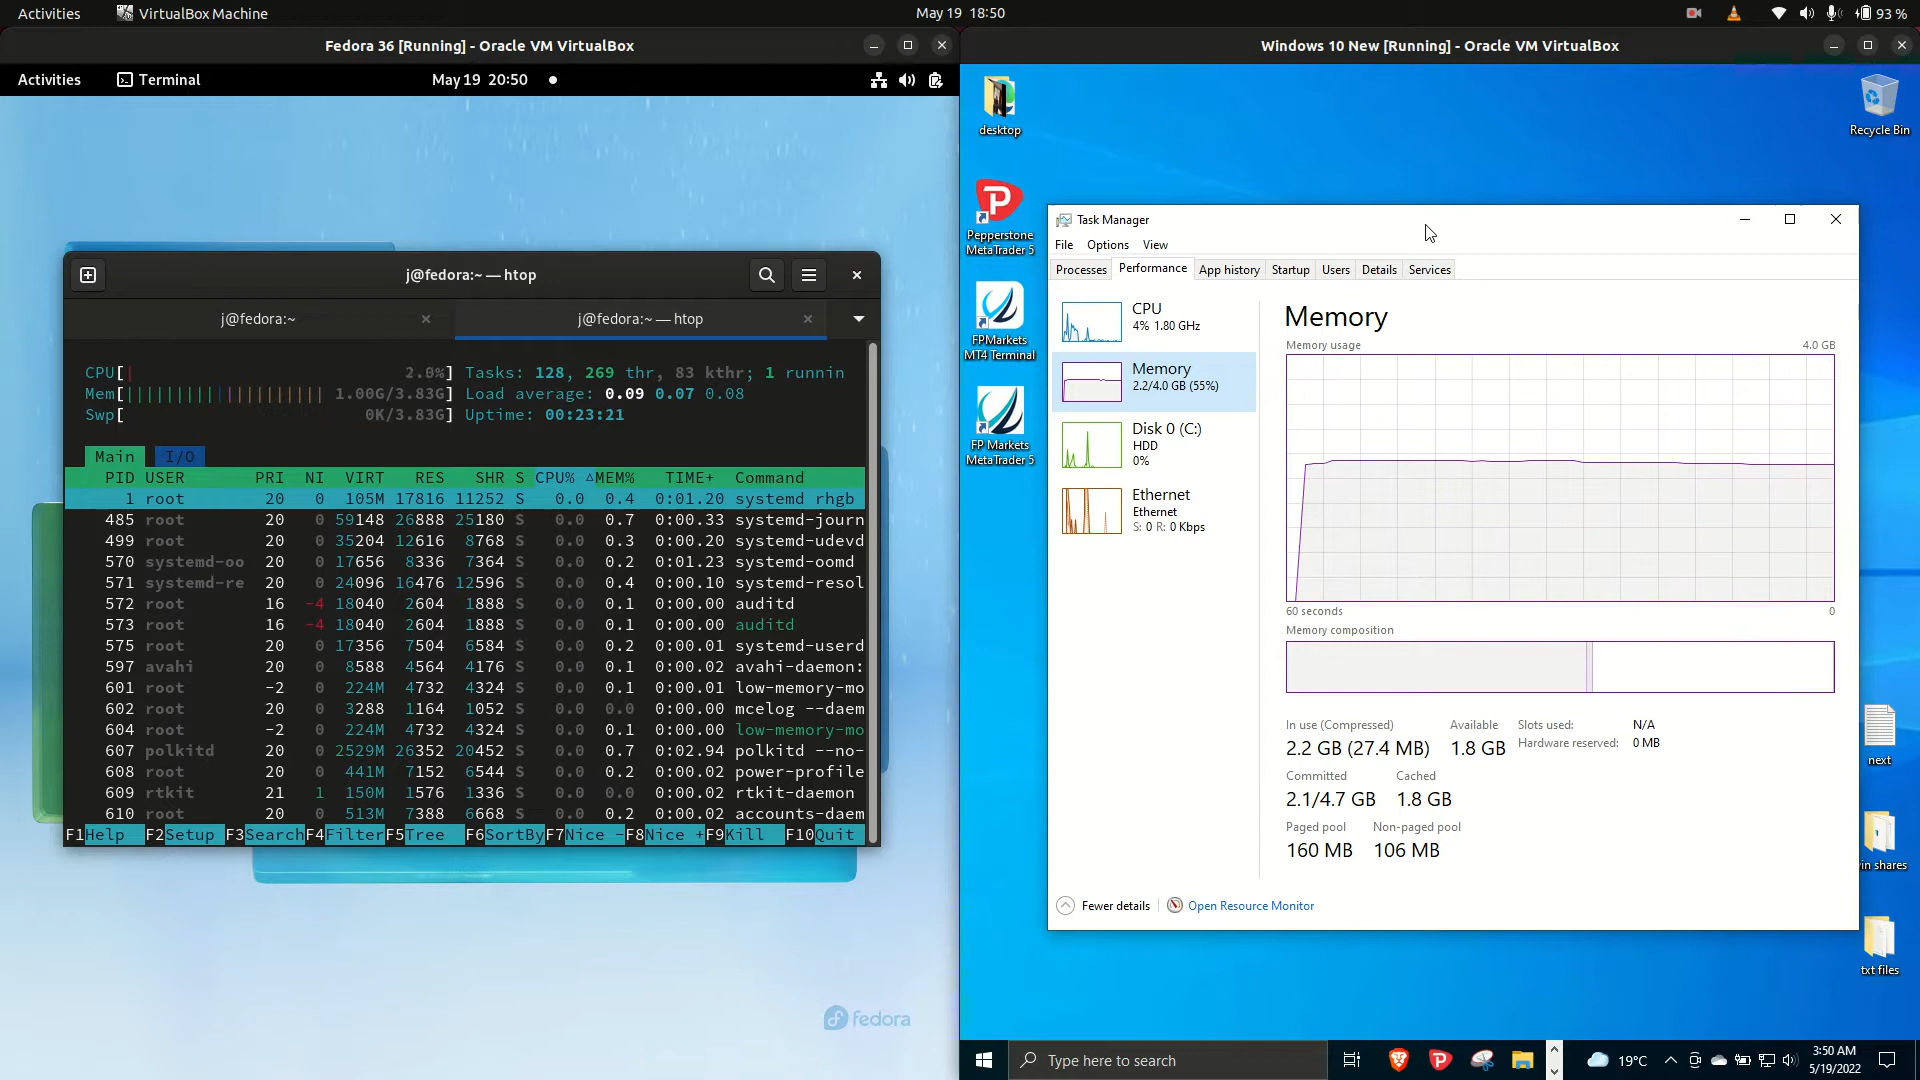 Activities VirtualBox Machine May 19 18:50 93 %
Fedora 36 [Running] - Oracle VM VirtualBox
Activities Terminal May 19 20:50
j@fedora:~ — htop
j@fedora:~ j@fedora:~ — htop
CPU[| 2.0%] Tasks: 128, 269 thr, 83 kthr; 1 runnin
Mem[||||||||||||||||||||| 1.00G/3.83G] Load average: 0.09 0.07 0.08
Swp[ 0K/3.83G] Uptime: 00:23:21
Main I/O
PID USER PRI NI VIRT RES SHR S CPU% △MEM% TIME+ Command
1 root 20 0 105M 17816 11252 S 0.0 0.4 0:01.20 systemd rhgb
485 root 20 0 59148 26888 25180 S 0.0 0.7 0:00.33 systemd-journ
499 root 20 0 35204 12616 8768 S 0.0 0.3 0:00.20 systemd-udevd
570 systemd-oo 20 0 17656 8336 7364 S 0.0 0.2 0:01.23 systemd-oomd
571 systemd-re 20 0 24096 16476 12596 S 0.0 0.4 0:00.10 systemd-resol
572 root 16 -4 18040 2604 1888 S 0.0 0.1 0:00.00 auditd
573 root 16 -4 18040 2604 1888 S 0.0 0.1 0:00.00 auditd
575 root 20 0 17356 7504 6584 S 0.0 0.2 0:00.01 systemd-userd
597 avahi 20 0 8588 4564 4176 S 0.0 0.1 0:00.02 avahi-daemon:
601 root -2 0 224M 4732 4324 S 0.0 0.1 0:00.01 low-memory-mo
602 root 20 0 3288 1164 1052 S 0.0 0.0 0:00.00 mcelog --daem
604 root -2 0 224M 4732 4324 S 0.0 0.1 0:00.00 low-memory-mo
607 polkitd 20 0 2529M 26352 20452 S 0.0 0.7 0:02.94 polkitd --no-
608 root 20 0 441M 7152 6544 S 0.0 0.2 0:00.02 power-profile
609 rtkit 21 1 150M 1576 1336 S 0.0 0.0 0:00.02 rtkit-daemon
610 root 20 0 513M 7388 6668 S 0.0 0.2 0:00.02 accounts-daem
F1Help F2Setup F3SearchF4FilterF5Tree F6SortByF7Nice -F8Nice +F9Kill F10Quit
fedora
Windows 10 New [Running] - Oracle VM VirtualBox
desktop
Pepperstone
MetaTrader 5
FPMarkets
MT4 Terminal
FP Markets
MetaTrader 5
Recycle Bin
Task Manager
File Options View
Processes Performance App history Startup Users Details Services
CPU
4% 1.80 GHz
Memory
2.2/4.0 GB (55%)
Disk 0 (C:)
HDD
0%
Ethernet
Ethernet
S: 0 R: 0 Kbps
Memory
Memory usage 4.0 GB
60 seconds 0
Memory composition
In use (Compressed) Available Slots used: N/A
2.2 GB (27.4 MB) 1.8 GB Hardware reserved: 0 MB
Committed Cached
2.1/4.7 GB 1.8 GB
Paged pool Non-paged pool
160 MB 106 MB
Fewer details Open Resource Monitor
next
in shares
txt files
Type here to search 19°C 3:50 AM
5/19/2022